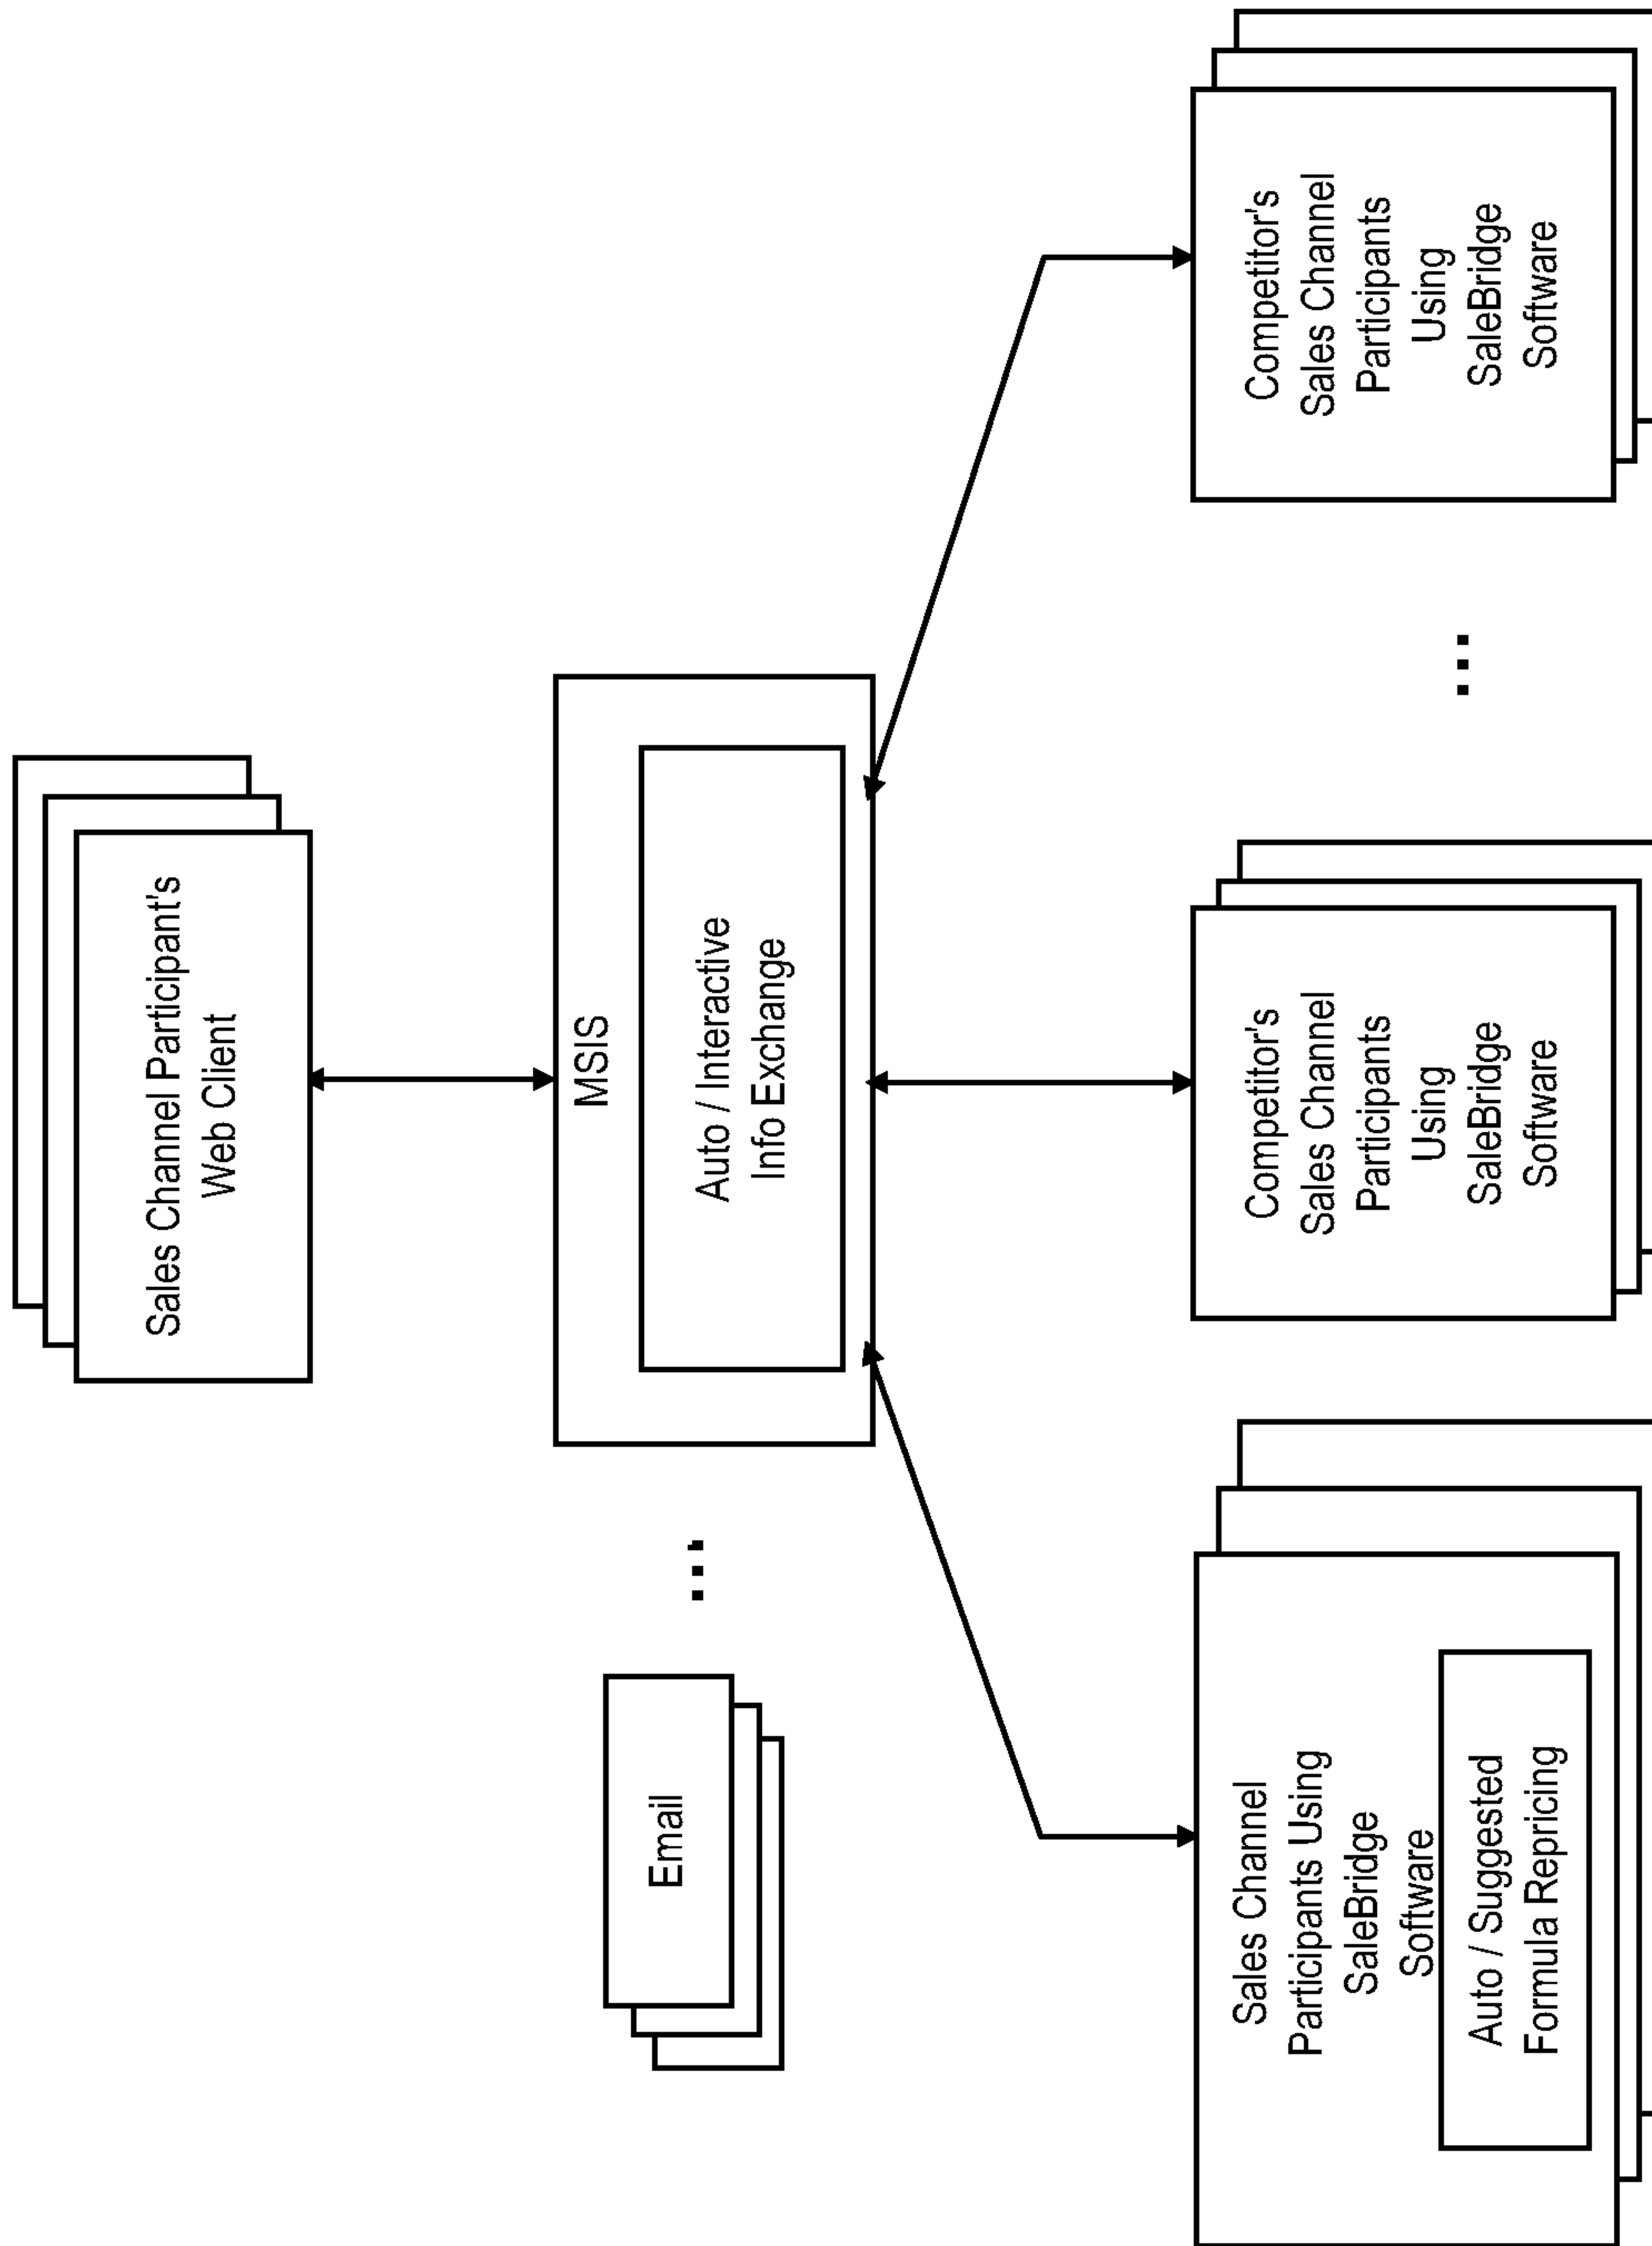 Sales Channel Participant's
Web Client
Email
...
MSIS
Auto / Interactive
Info Exchange
Sales Channel
Participants Using
SaleBridge
Software
Auto / Suggested
Formula Repricing
Competitor's
Sales Channel
Participants
Using
SaleBridge
Software
...
Competitor's
Sales Channel
Participants
Using
SaleBridge
Software